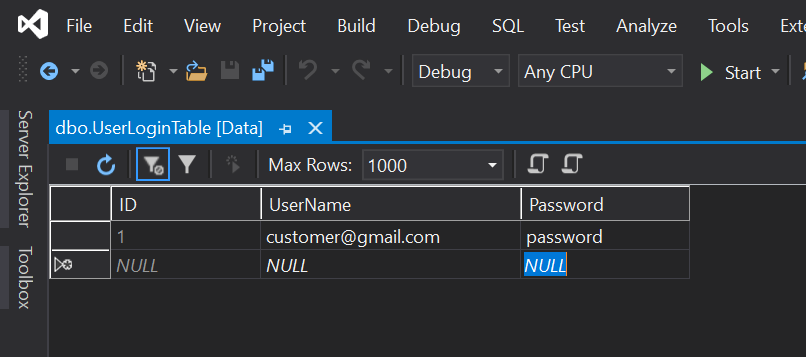 File Edit View Project Build Debug SQL Test Analyze Tools
Debug Any CPU Start
Server Explorer
Toolbox
dbo.UserLoginTable [Data]
Max Rows: 1000
ID UserName Password
1 customer@gmail.com password
NULL NULL NULL